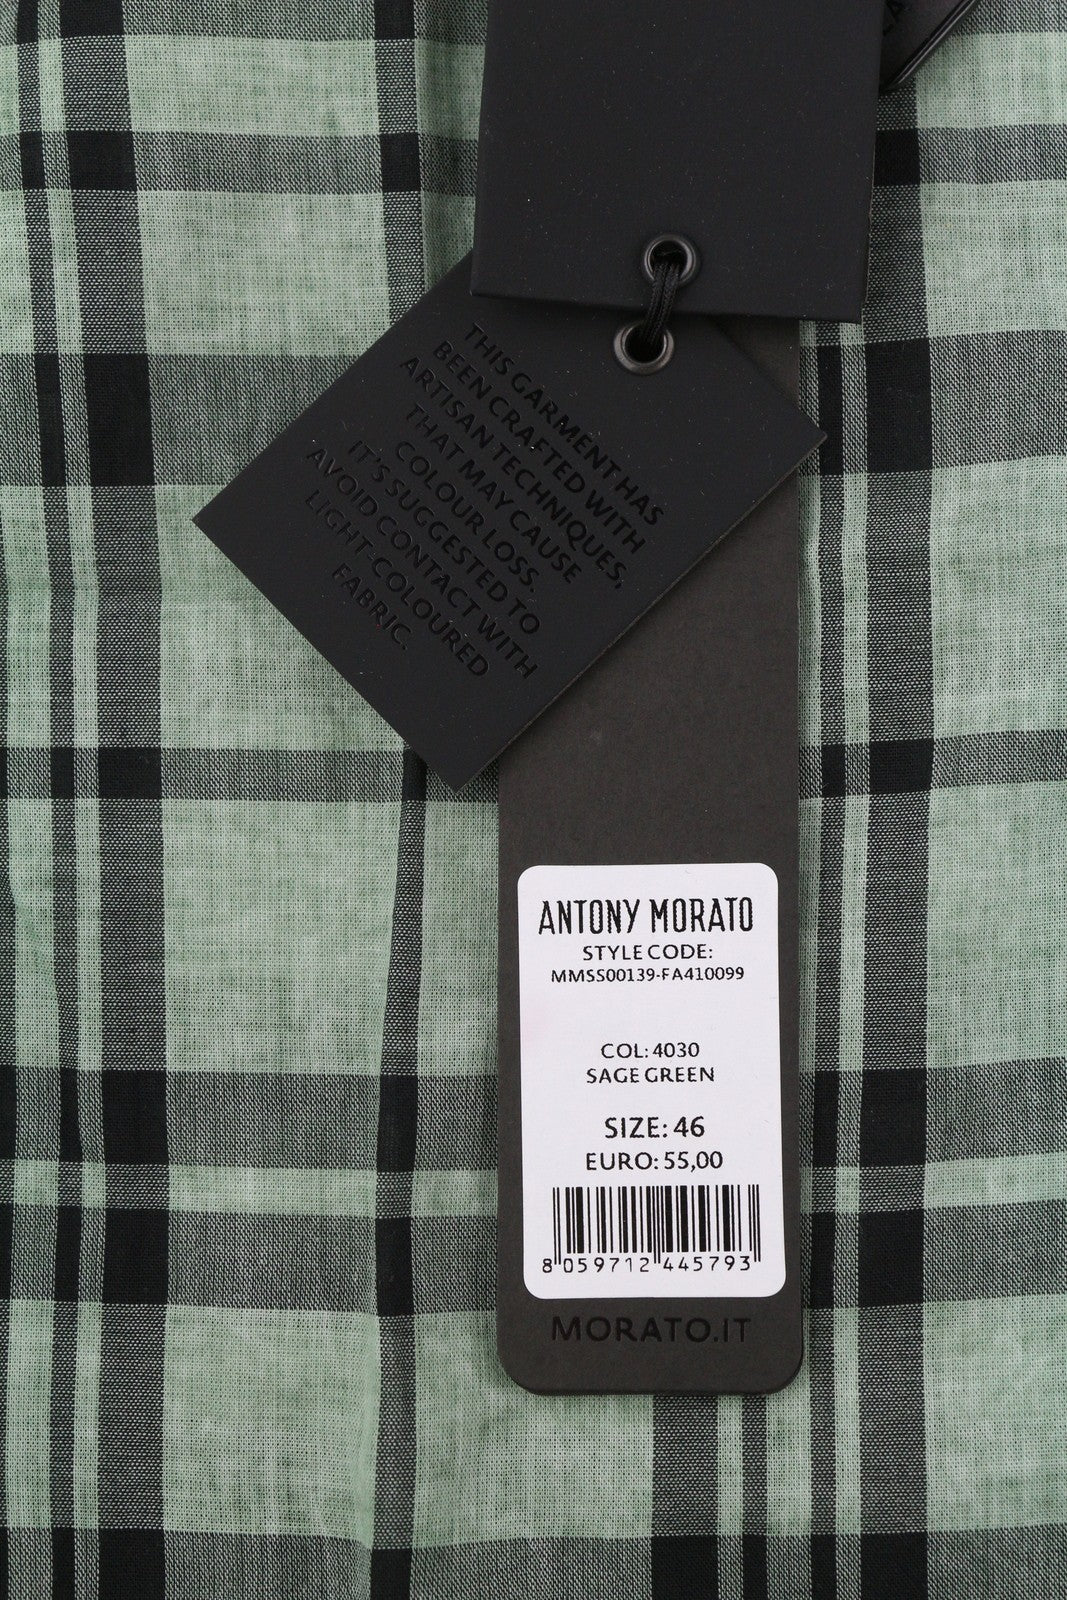 THIS GARMENT HAS
BEEN CRAFTED WITH
ARTISAN TECHNIQUES,
THAT MAY CAUSE
COLOUR LOSS.
IT'S SUGGESTED TO
AVOID CONTACT WITH
LIGHT-COLOURED
FABRIC.
ANTONY MORATO
STYLE CODE:
MMSS00139-FA410099
COL: 4030
SAGE GREEN
SIZE: 46
EURO: 55,00
8 059712 445793
MORATO.IT